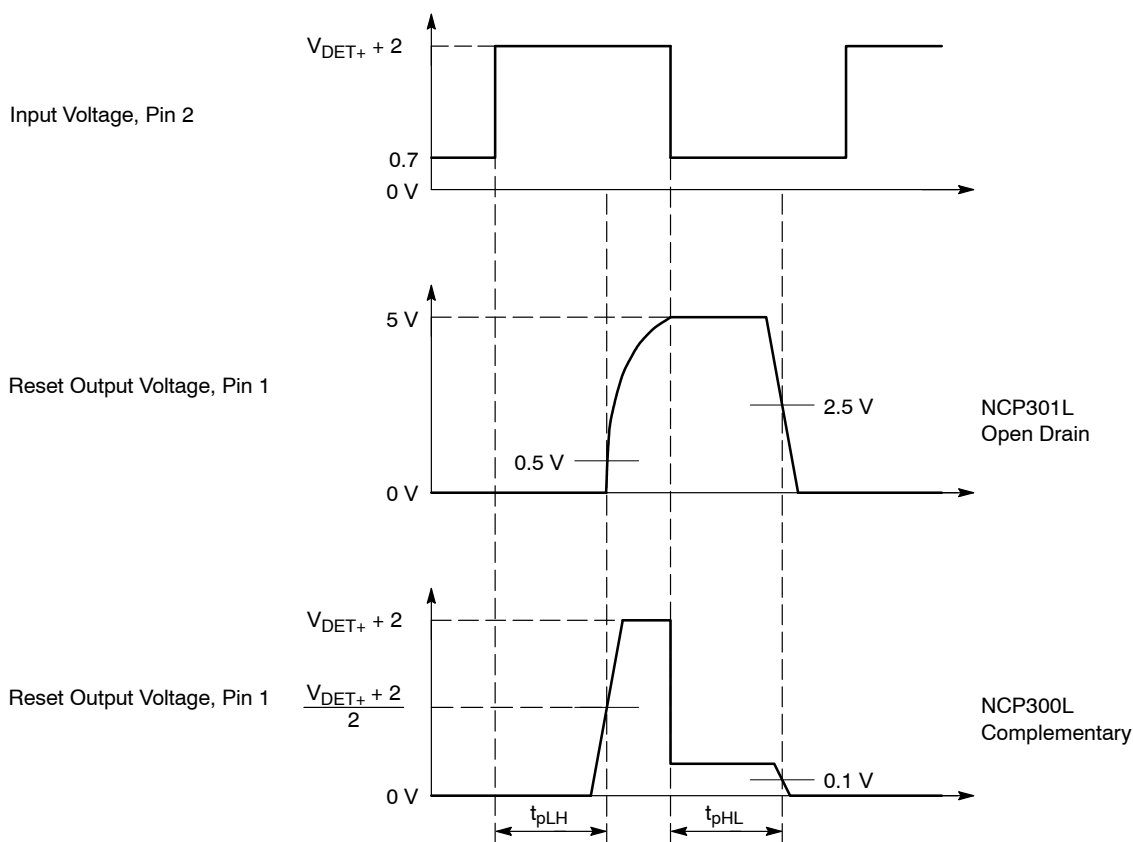 V_DET+ + 2
Input Voltage, Pin 2
0.7
0 V
5 V
Reset Output Voltage, Pin 1
2.5 V
NCP301L
Open Drain
0.5 V
0 V
V_DET+ + 2
Reset Output Voltage, Pin 1
V_DET+ + 2
2
NCP300L
Complementary
0.1 V
0 V
t_pLH
t_pHL